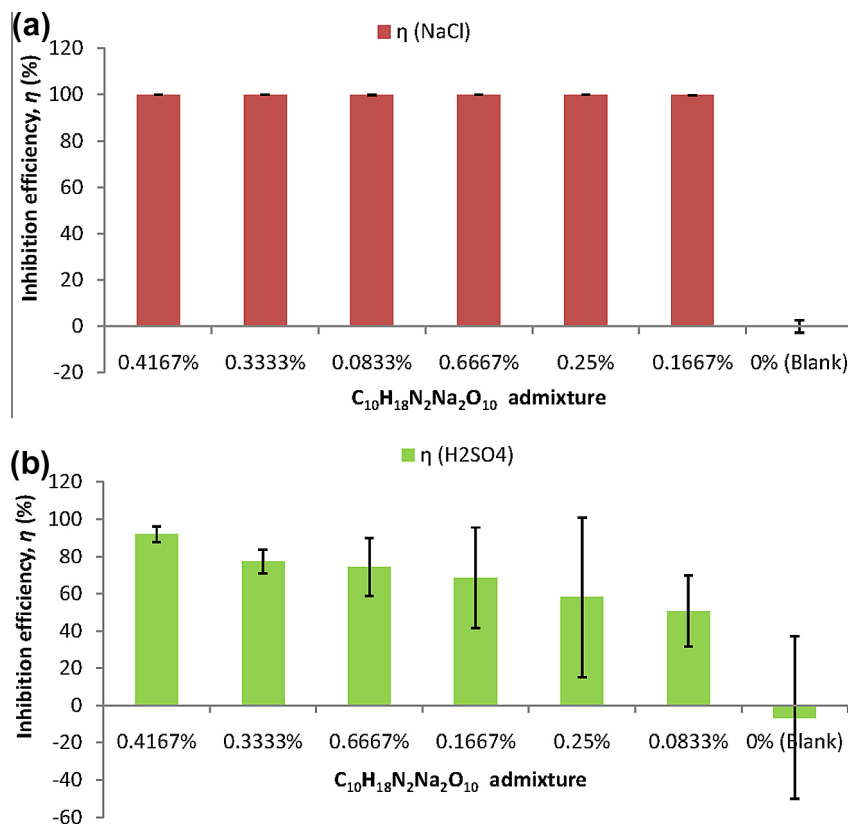 (a)
η (NaCl)
Inhibition efficiency, η (%)
120
100
80
60
40
20
0
-20
0.4167% 0.3333% 0.0833% 0.6667% 0.25% 0.1667% 0% (Blank)
C₁₀H₁₈N₂Na₂O₁₀ admixture
(b)
η (H2SO4)
Inhibition efficiency, η (%)
120
100
80
60
40
20
0
-20
-40
-60
0.4167% 0.3333% 0.6667% 0.1667% 0.25% 0.0833% 0% (Blank)
C₁₀H₁₈N₂Na₂O₁₀ admixture